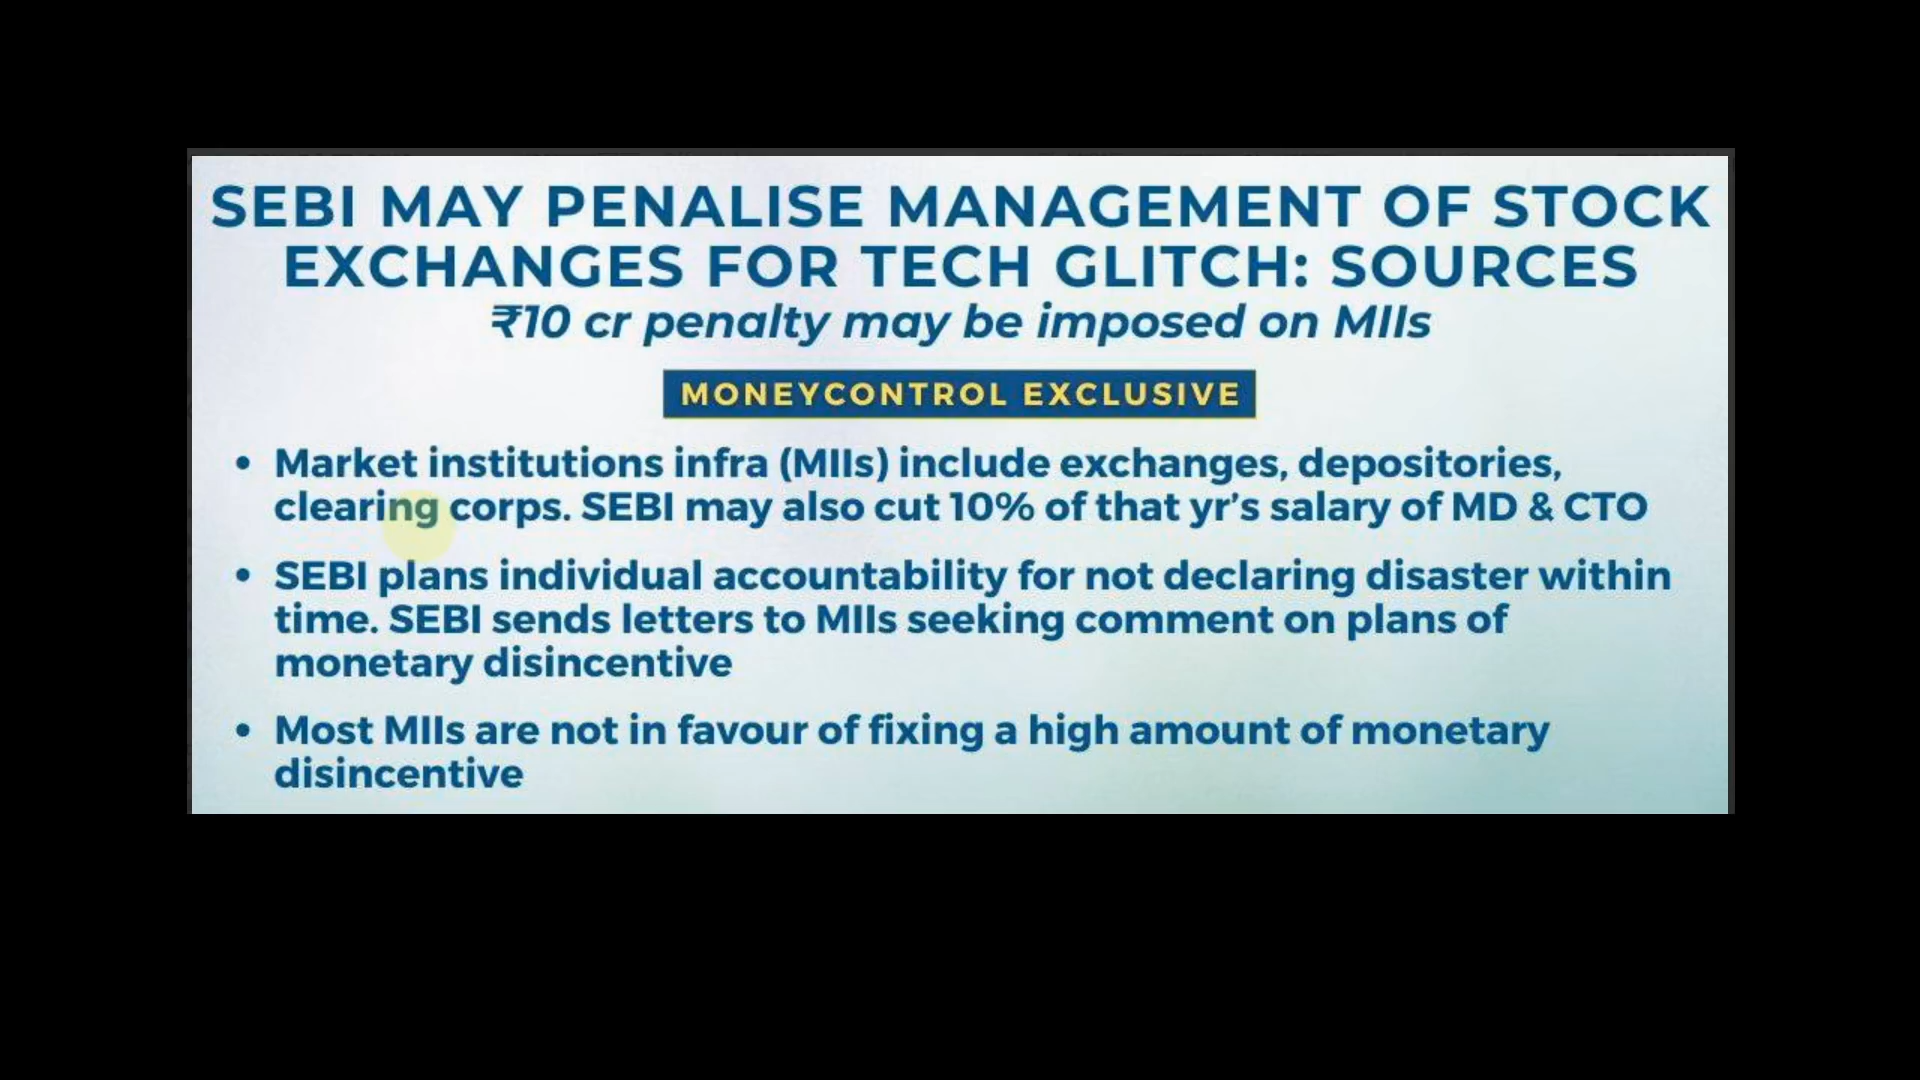 SEBI MAY PENALISE MANAGEMENT OF STOCK
EXCHANGES FOR TECH GLITCH: SOURCES
₹10 cr penalty may be imposed on MIIs
MONEYCONTROL EXCLUSIVE
• Market institutions infra (MIIs) include exchanges, depositories,
clearing corps. SEBI may also cut 10% of that yr's salary of MD & CTO
• SEBI plans individual accountability for not declaring disaster within
time. SEBI sends letters to MIIs seeking comment on plans of
monetary disincentive
• Most MIIs are not in favour of fixing a high amount of monetary
disincentive